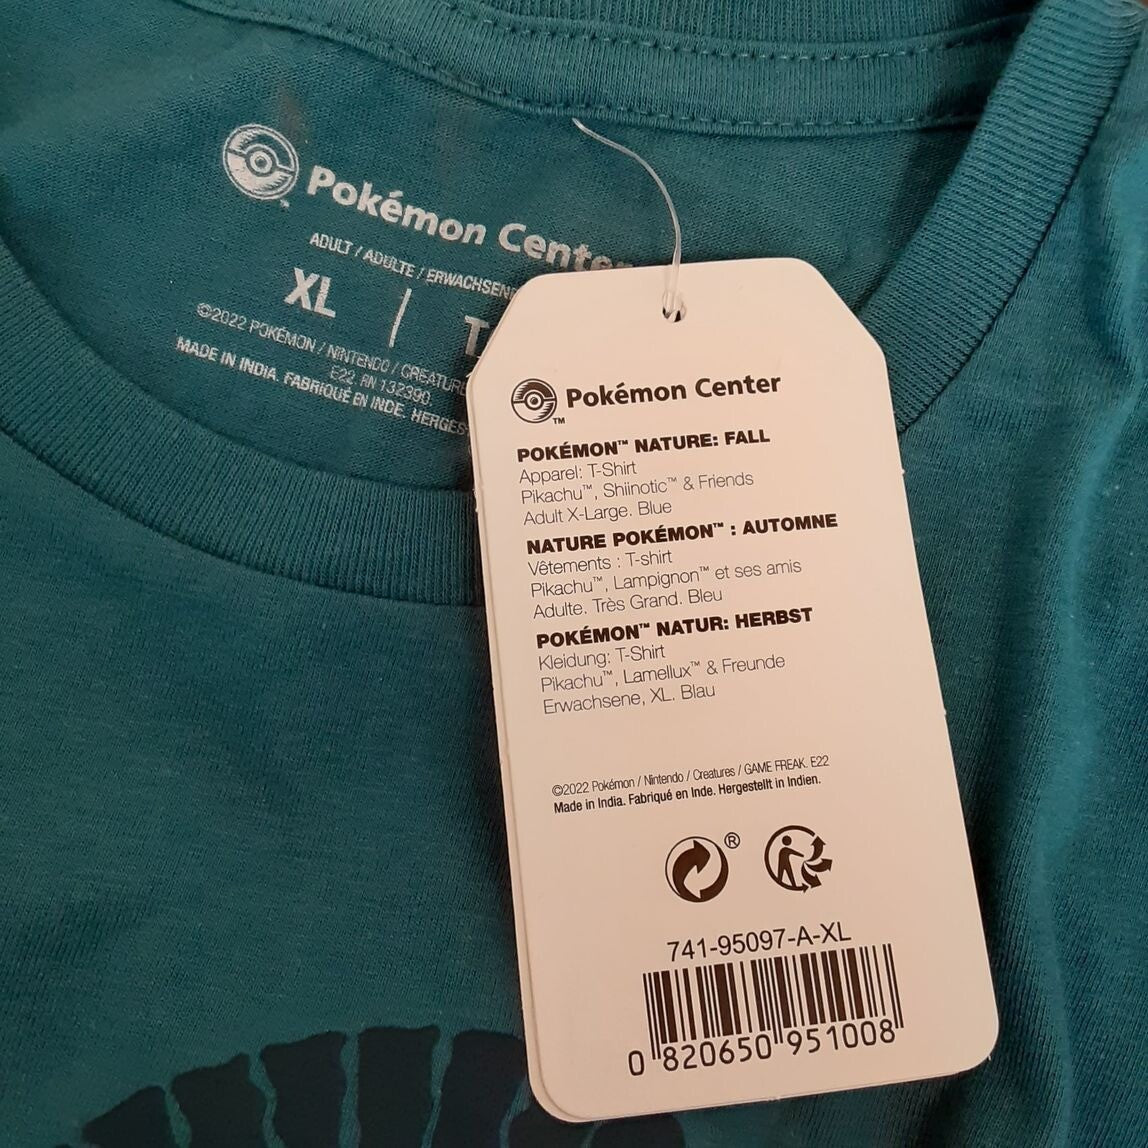 Pokémon Center
ADULT / ADULTE / ERWACHSEN
XL | T
©2022 POKÉMON / NINTENDO / CREATURE
E22. RN 132390.
MADE IN INDIA. FABRIQUÉ EN INDE. HERGES
Pokémon Center
TM
POKÉMON™ NATURE: FALL
Apparel: T-Shirt
Pikachu™, Shiinotic™ & Friends
Adult X-Large. Blue
NATURE POKÉMON™ : AUTOMNE
Vêtements : T-shirt
Pikachu™, Lampignon™ et ses amis
Adulte. Très Grand. Bleu
POKÉMON™ NATUR: HERBST
Kleidung: T-Shirt
Pikachu™, Lamellux™ & Freunde
Erwachsene, XL. Blau
©2022 Pokémon / Nintendo / Creatures / GAME FREAK. E22
Made in India. Fabriqué en Inde. Hergestellt in Indien.
®
741-95097-A-XL
0 820650 951008